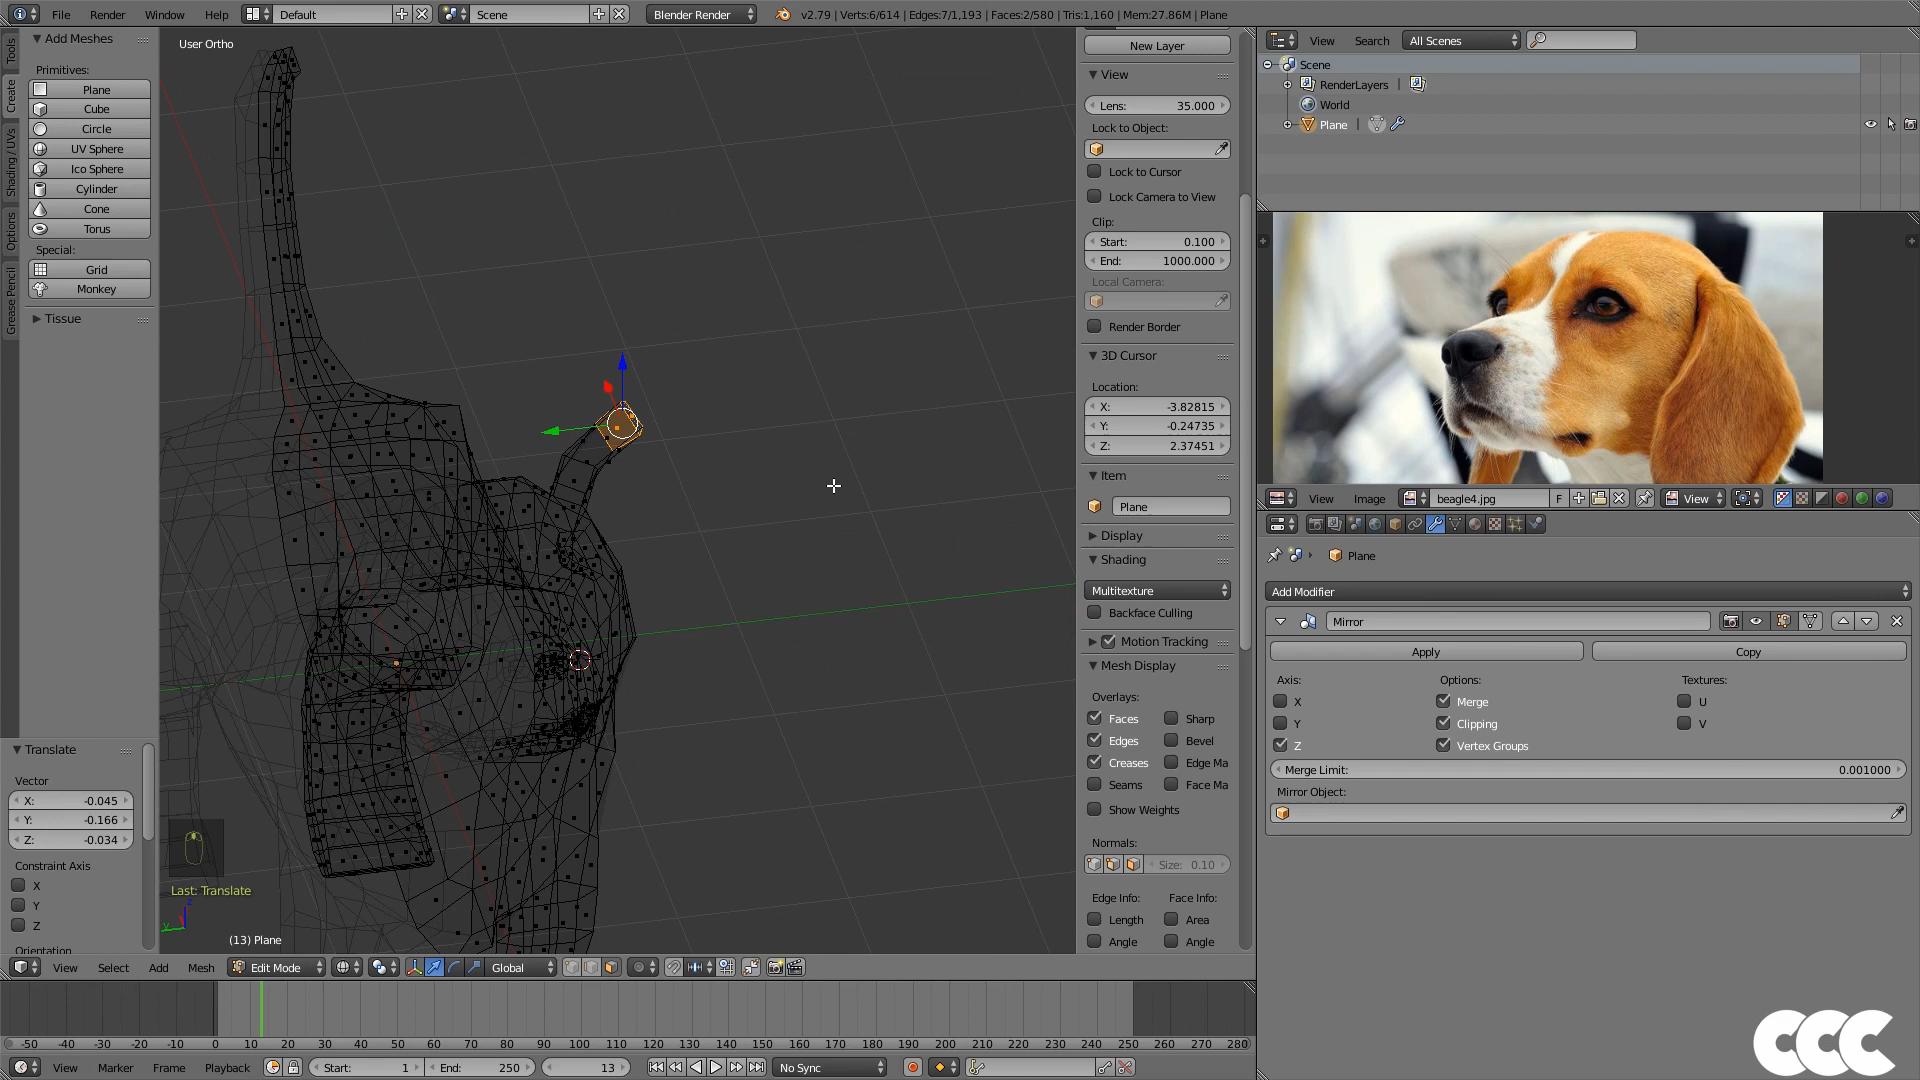 File Render Window Help Default Scene Blender Render v2.79 | Verts:6/614 | Edges:7/1,193 | Faces:2/580 | Tris:1,160 | Mem:27.86M | Plane
Tools
Create
Shading / UVs
Options
Grease Pencil
Add Meshes
Primitives:
Plane
Cube
Circle
UV Sphere
Ico Sphere
Cylinder
Cone
Torus
Special:
Grid
Monkey
Tissue
Translate
Vector
X: -0.045
Y: -0.166
Z: -0.034
Constraint Axis
X
Y
Z
Orientation
User Ortho
Last: Translate
z
y
(13) Plane
New Layer
View
Lens: 35.000
Lock to Object:
Lock to Cursor
Lock Camera to View
Clip:
Start: 0.100
End: 1000.000
Local Camera:
Render Border
3D Cursor
Location:
X: -3.82815
Y: -0.24735
Z: 2.37451
Item
Plane
Display
Shading
Multitexture
Backface Culling
Motion Tracking
Mesh Display
Overlays:
Faces Sharp
Edges Bevel
Creases Edge Ma
Seams Face Ma
Show Weights
Normals:
Size: 0.10
Edge Info: Face Info:
Length Area
Angle Angle
View Select Add Mesh Edit Mode Global
-50 -40 -30 -20 -10 0 10 20 30 40 50 60 70 80 90 100 110 120 130 140 150 160 170 180 190 200 210 220 230 240 250 260 270 280
View Marker Frame Playback Start: 1 End: 250 13 No Sync
View Search All Scenes
Scene
RenderLayers |
World
Plane |
View Image beagle4.jpg F View
Plane
Add Modifier
Mirror
Apply Copy
Axis: Options: Textures:
X Merge U
Y Clipping V
Z Vertex Groups
Merge Limit: 0.001000
Mirror Object:
CCC